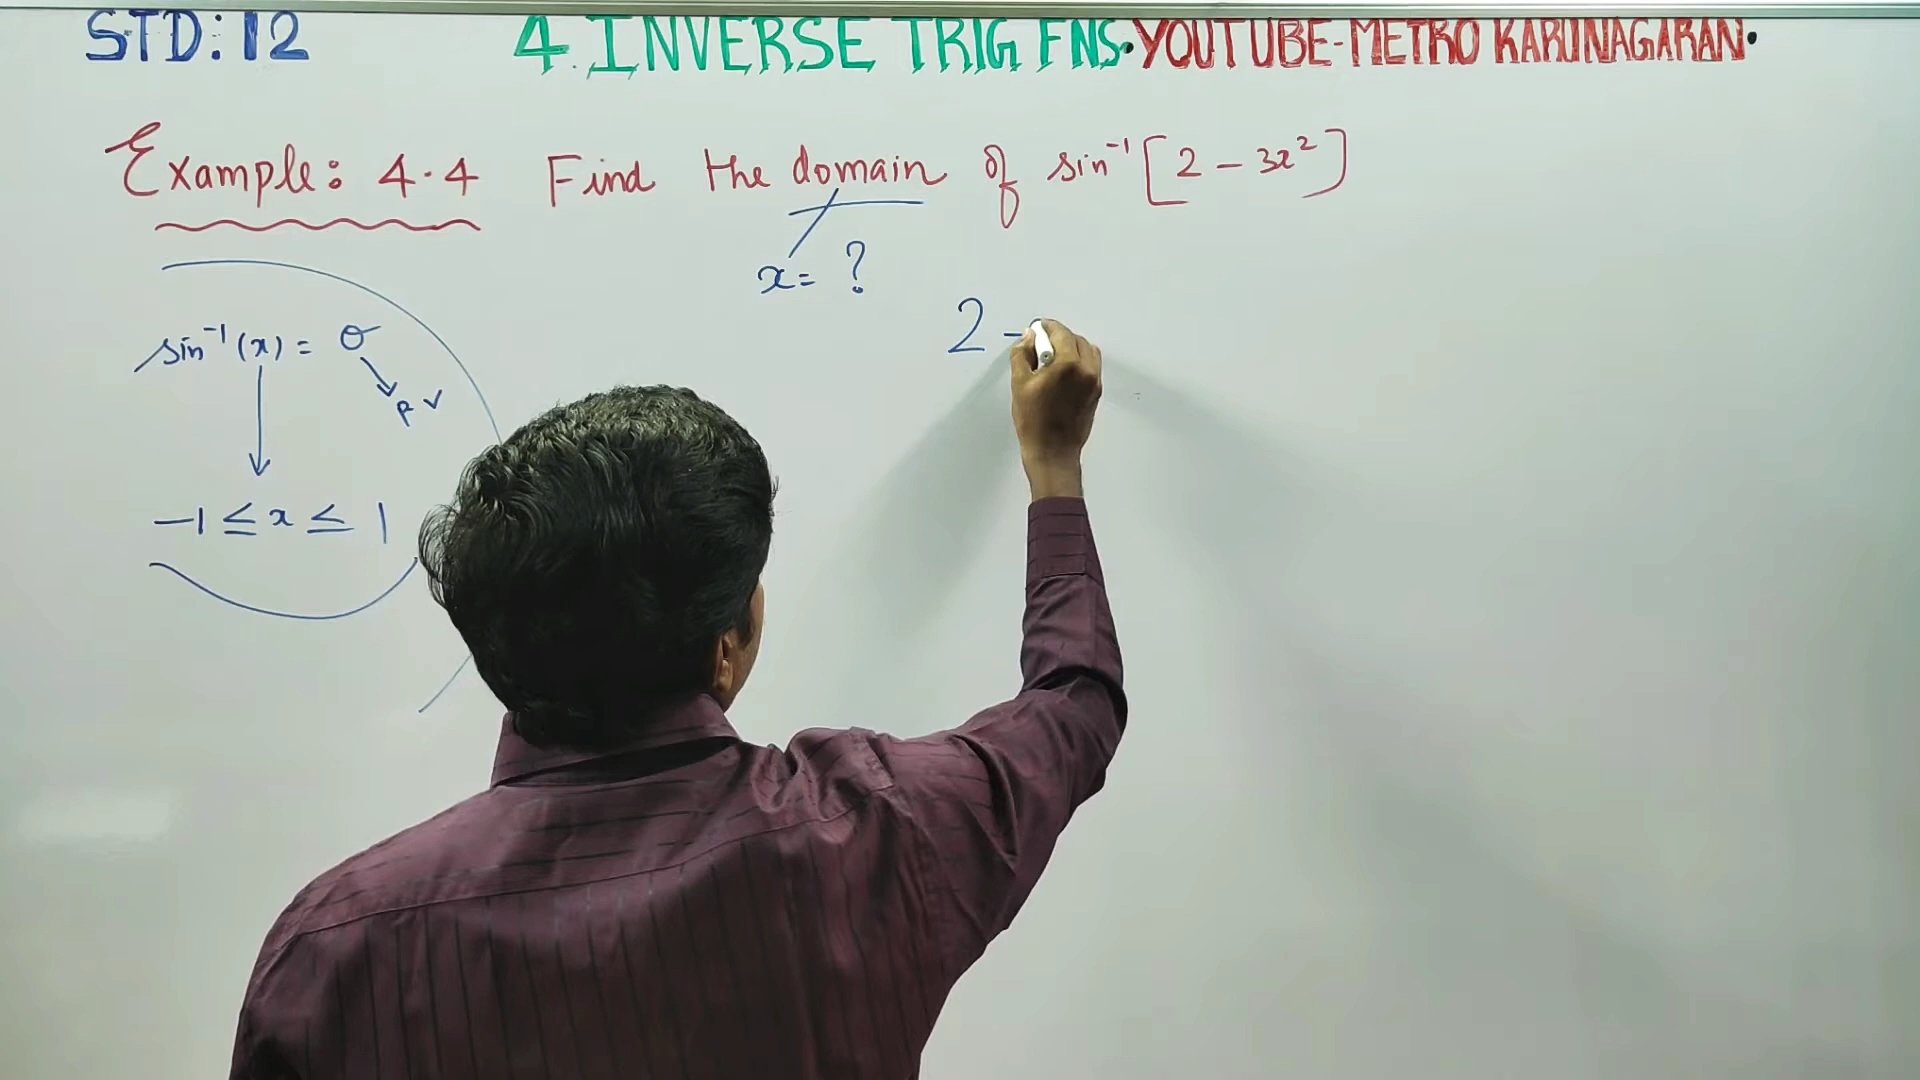 STD: 12 4. INVERSE TRIG FNS. YOUTUBE-METRO KARUNAGARAN.
Example: 4.4 Find the domain of sin⁻¹[2 - 3x²]
x = ?
2 -
sin⁻¹(x) = θ
R V
-1 ≤ x ≤ 1